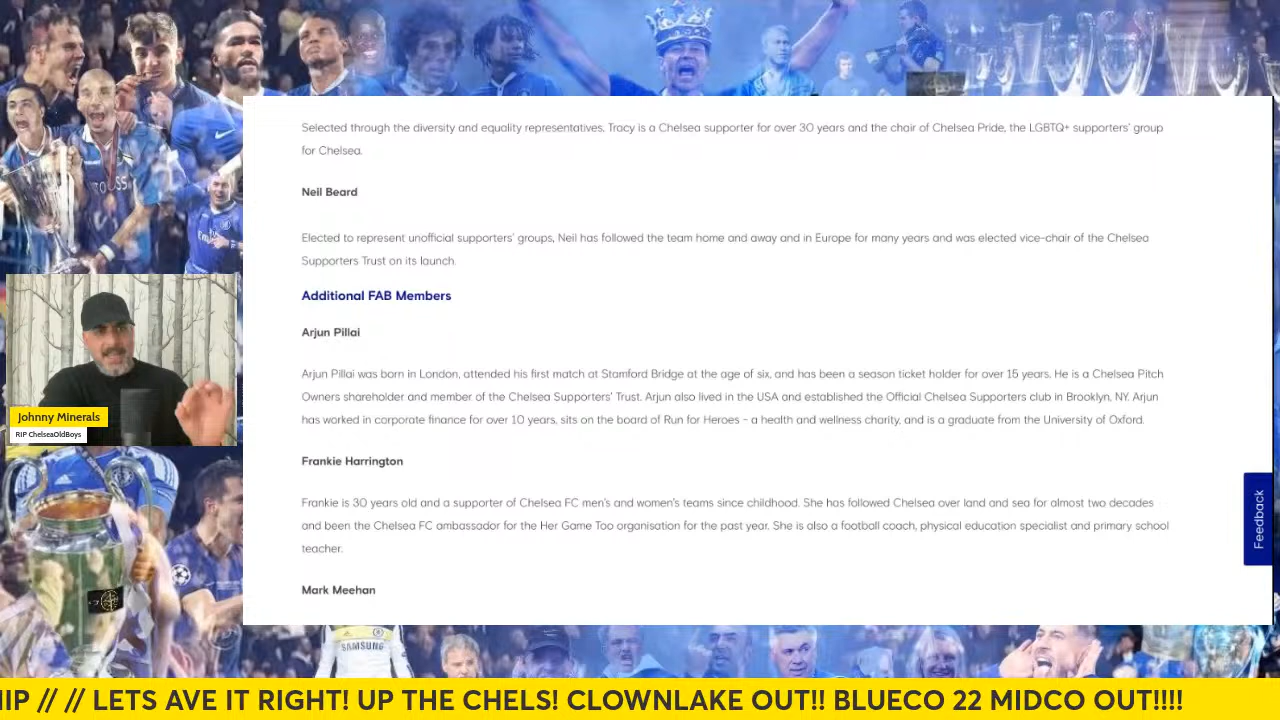 Selected through the diversity and equality representatives, Tracy is a Chelsea supporter for over 30 years and the chair of Chelsea Pride, the LGBTQ+ supporters' group
for Chelsea.
Neil Beard
Elected to represent unofficial supporters' groups, Neil has followed the team home and away and in Europe for many years and was elected vice-chair of the Chelsea
Supporters Trust on its launch.
Additional FAB Members
Arjun Pillai
Arjun Pillai was born in London, attended his first match at Stamford Bridge at the age of six, and has been a season ticket holder for over 15 years. He is a Chelsea Pitch
Owners shareholder and member of the Chelsea Supporters' Trust. Arjun also lived in the USA and established the Official Chelsea Supporters club in Brooklyn, NY. Arjun
has worked in corporate finance for over 10 years, sits on the board of Run for Heroes - a health and wellness charity, and is a graduate from the University of Oxford.
Frankie Harrington
Frankie is 30 years old and a supporter of Chelsea FC men's and women's teams since childhood. She has followed Chelsea over land and sea for almost two decades
and been the Chelsea FC ambassador for the Her Game Too organisation for the past year. She is also a football coach, physical education specialist and primary school
teacher.
Mark Meehan
Feedback
Johnny Minerals
RIP ChelseaOldBoys
SAMSUNG
HIP // // LETS AVE IT RIGHT! UP THE CHELS! CLOWNLAKE OUT!! BLUECO 22 MIDCO OUT!!!!